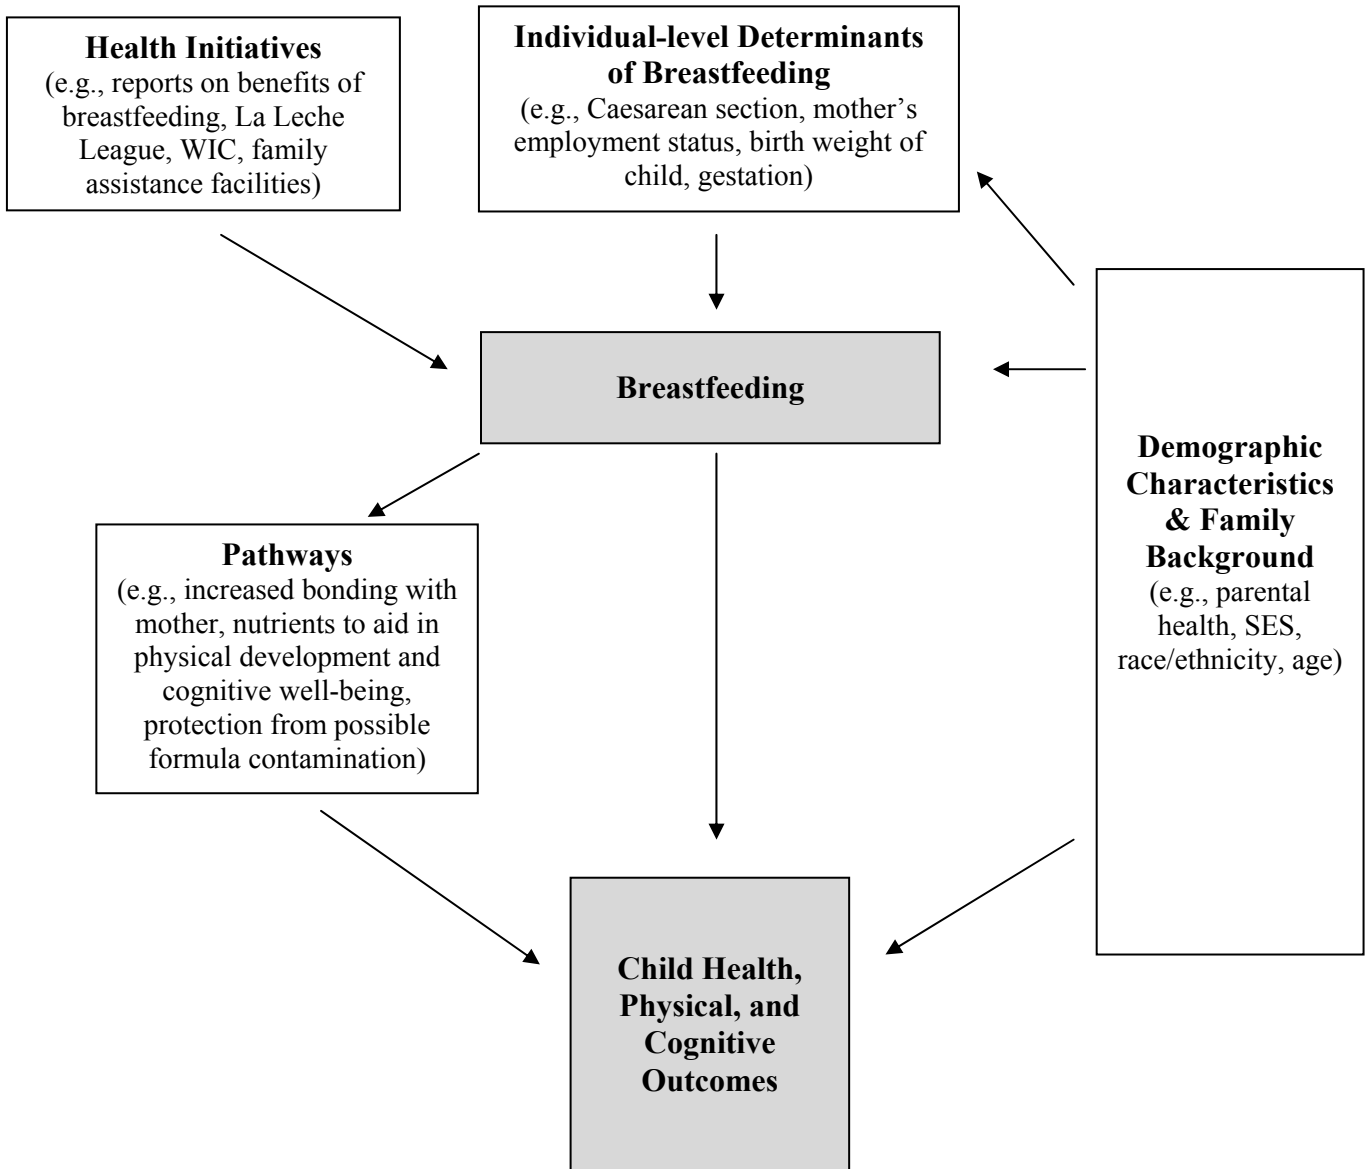 Health Initiatives
(e.g., reports on benefits of
breastfeeding, La Leche
League, WIC, family
assistance facilities)
Individual-level Determinants
of Breastfeeding
(e.g., Caesarean section, mother’s
employment status, birth weight of
child, gestation)
Breastfeeding
Demographic
Characteristics
& Family
Background
(e.g., parental
health, SES,
race/ethnicity, age)
Pathways
(e.g., increased bonding with
mother, nutrients to aid in
physical development and
cognitive well-being,
protection from possible
formula contamination)
Child Health,
Physical, and
Cognitive
Outcomes